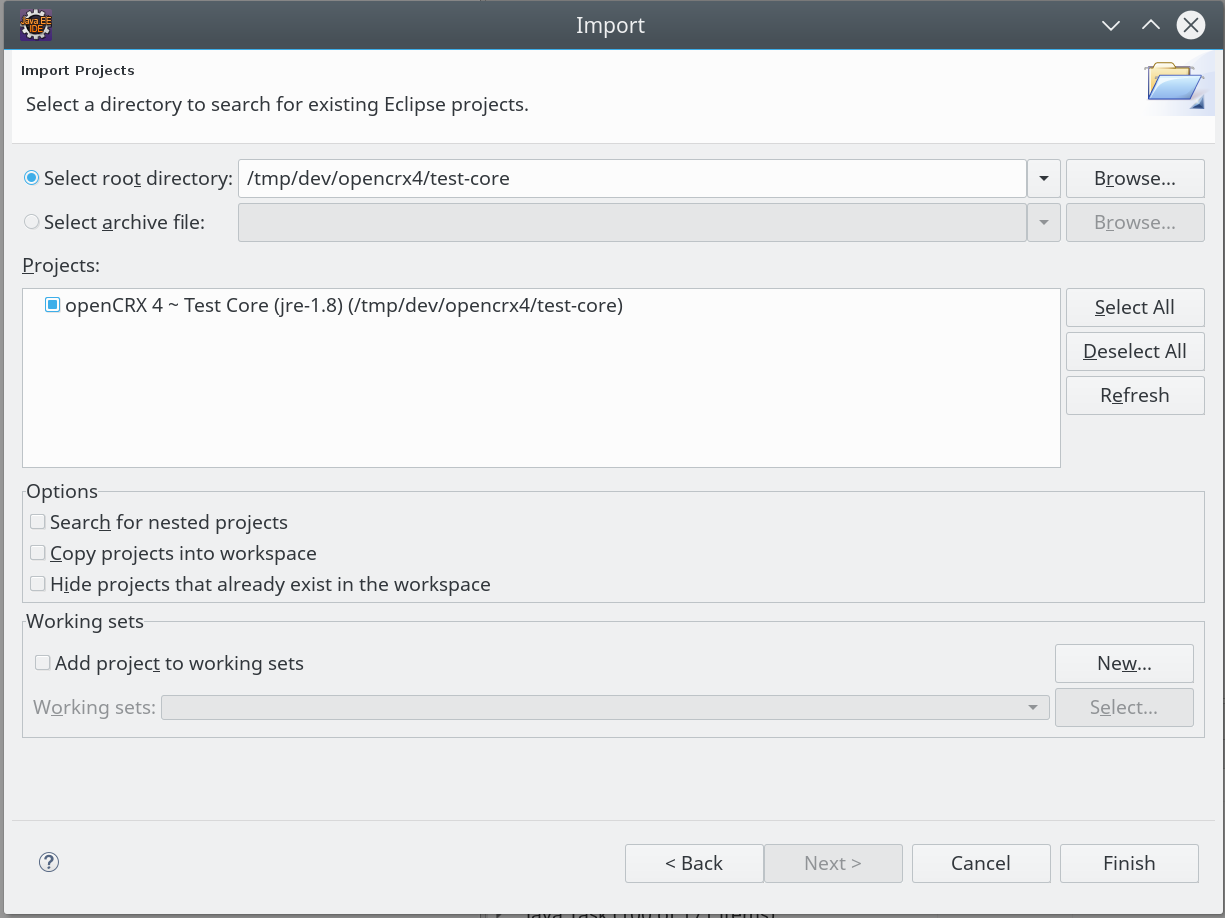 Java EE
IDE
Import
Import Projects
Select a directory to search for existing Eclipse projects.
Select root directory: /tmp/dev/opencrx4/test-core Browse...
Select archive file: Browse...
Projects:
openCRX 4 ~ Test Core (jre-1.8) (/tmp/dev/opencrx4/test-core)
Select All
Deselect All
Refresh
Options
Search for nested projects
Copy projects into workspace
Hide projects that already exist in the workspace
Working sets
Add project to working sets New...
Working sets: Select...
? < Back Next > Cancel Finish